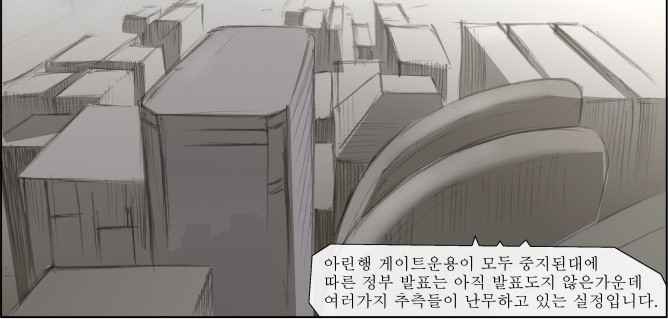 아린행 게이트운용이 모두 중지된대에
따른 정부 발표는 아직 발표도지 않은가운데
여러가지 추측들이 난무하고 있는 실정입니다.